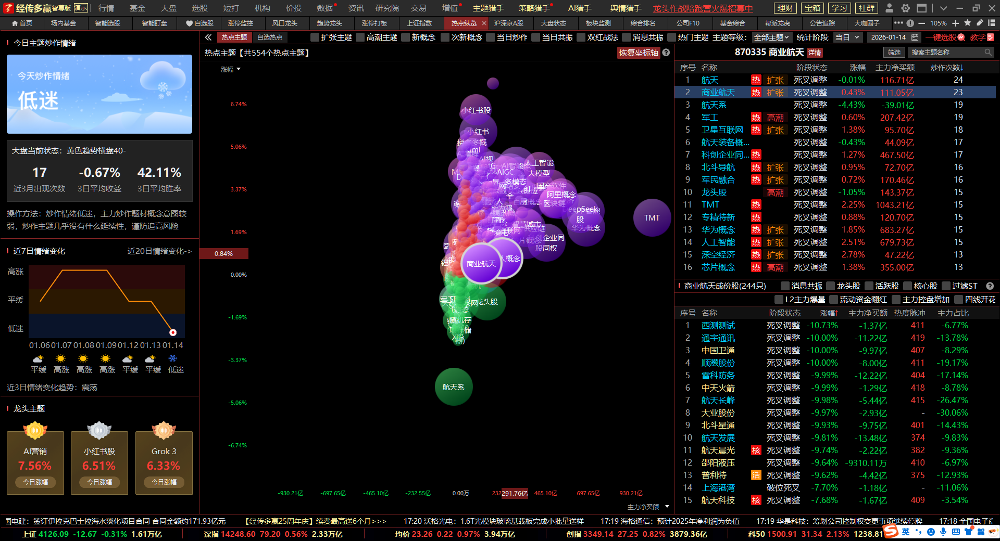 经传多赢 智尊版 演示 行情 基金 大盘 选股 短打 机构 价投 数据 资讯 研究院 交易 增值 主题猎手 策略猎手 AI猎手 舆情猎手 龙头作战陪跑营火爆招募中 理财 宝箱 学习 社群
首页 场内基金 智能选股 智能盯盘 自选股 涨停监控 风口龙头 趋势龙头 涨停打板 上证指数 热点纵览 沪深京A股 大盘状态 板块监测 综合排名 公司F10 基金综合 帮派龙虎 公告追踪 大咖圈子 105%
今日主题炒作情绪
今天炒作情绪
低迷
大盘当前状态：黄色趋势横盘40-
17 -0.67% 42.11%
近3月出现次数 3日平均收益 3日平均胜率
操作方法：炒作情绪低迷，主力炒作题材概念意图较
弱，炒作主题几乎没有什么延续性，谨防追高风险
近7日情绪变化 近20日情绪变化->
高涨
平缓
低迷
01.06 01.07 01.08 01.09 01.12 01.13 01.14
平缓 高涨 高涨 高涨 平缓 平缓 低迷
近3日情绪变化趋势：震荡
龙头主题
AI营销 小红书股 Grok 3
7.56% 6.51% 6.33%
今日涨幅 今日涨幅 今日涨幅
热点主题 自选热点 扩张主题 高潮主题 新概念 次新概念 当日炒作 当日共振 双红战法 消息共振 热门主题 主题等级： 全部主题 统计阶段： 当日 2026-01-14 一键选股 教学
热点主题【共554个热点主题】 恢复坐标轴
涨幅
6.74%
5.06%
3.37%
1.69%
0.84%
0.00%
-1.69%
-3.37%
-5.06%
-6.74%
小红书股
小红书
人工智能
AI智能体
AIGC
大模型
多模态
国产软件
阿里概念
区块链
DeepSeek
股
华为概念
TMT
智慧城市
创企业同
股同权
商业航天
人概念
龙头股
航天系
-930.21亿 -697.65亿 -465.10亿 -232.55亿 0.00万 291.76亿 465.10亿 697.65亿 930.21亿
主力净买额
870335 商业航天 详情 筛选 搜索主题名称
序号 名称 阶段状态 涨幅 主力净买额 炒作次数↓
1 航天 热 扩张 死叉调整 -0.01% 116.71亿 24
2 商业航天 热 扩张 死叉调整 0.43% 111.05亿 23
3 航天系 死叉调整 -4.43% -39.01亿 19
4 军工 热 高潮 死叉调整 0.60% 207.42亿 19
5 卫星互联网 热 扩张 死叉调整 1.38% 95.70亿 18
6 航天装备概... 死叉调整 -0.43% 44.09亿 17
7 科创企业同... 热 死叉调整 1.27% 467.50亿 17
8 北斗导航 热 扩张 死叉调整 0.95% 72.70亿 16
9 军民融合 热 扩张 死叉调整 0.72% 170.46亿 16
10 龙头股 高潮 死叉调整 -1.05% 143.37亿 15
11 TMT 热 死叉调整 2.25% 1043.21亿 15
12 专精特新 热 死叉调整 0.88% 120.70亿 15
13 华为概念 热 扩张 死叉调整 1.85% 683.27亿 15
14 人工智能 热 扩张 死叉调整 2.51% 679.73亿 15
15 深空经济 热 扩张 死叉调整 2.78% 47.22亿 13
16 芯片概念 热 高潮 死叉调整 1.38% 355.00亿 13
商业航天成份股(244只) 消息共振 龙头股 活跃股 核心股 过滤ST
L2主力爆量 流动资金翻红 主力控盘增加 四线开花
序号 名称 阶段状态 涨幅↑ 主力净买额 热度脉冲 主力占比
1 西测测试 死叉调整 -10.73% -1.37亿 411 -6.77%
2 通宇通讯 死叉调整 -10.00% -11.22亿 419 -13.78%
3 中国卫通 死叉调整 -10.00% -9.97亿 407 -8.29%
4 顺灏股份 死叉调整 -10.00% -8.00亿 411 -19.17%
5 雷科防务 死叉调整 -9.99% -12.22亿 404 -17.14%
6 中天火箭 死叉调整 -9.99% -1.29亿 418 -8.78%
7 航天长峰 死叉调整 -9.98% -5.44亿 415 -26.47%
8 大业股份 死叉调整 -9.97% -2.93亿 - -30.06%
9 北斗星通 死叉调整 -9.93% -9.75亿 401 -14.43%
10 航天发展 死叉调整 -9.81% -13.48亿 374 -9.83%
11 航天晨光 核 死叉调整 -9.74% -2.22亿 382 -9.36%
12 邵阳液压 死叉调整 -9.64% -9310.11万 410 -6.97%
13 普利特 活 死叉调整 -9.62% -4.42亿 375 -12.93%
14 上海港湾 破位死叉 -7.70% -1.18亿 - -11.06%
15 航天科技 核 死叉调整 -7.68% -1.67亿 409 -3.54%
国电建：签订伊拉克巴士拉海水淡化项目合同 合同金额约171.93亿元 【经传多赢25周年庆】续费最高送6个月>>> 17:20 沃格光电：1.6T光模块玻璃基载板完成小批量送样 17:19 海格通信：预计2025年净利润为负值 17:19 华是科技：筹划公司控制权变更事项继续停牌 17:18 全国电子商
上证 4126.09 -12.67 -0.31% 1.61万亿 深指 14248.60 79.20 0.56% 2.33万亿 均价 23.26 0.22 0.97% 3.94万亿 创指 3349.14 27.25 0.82% 3879.36亿 科50 1500.91 31.34 2.13% 1238.81 英